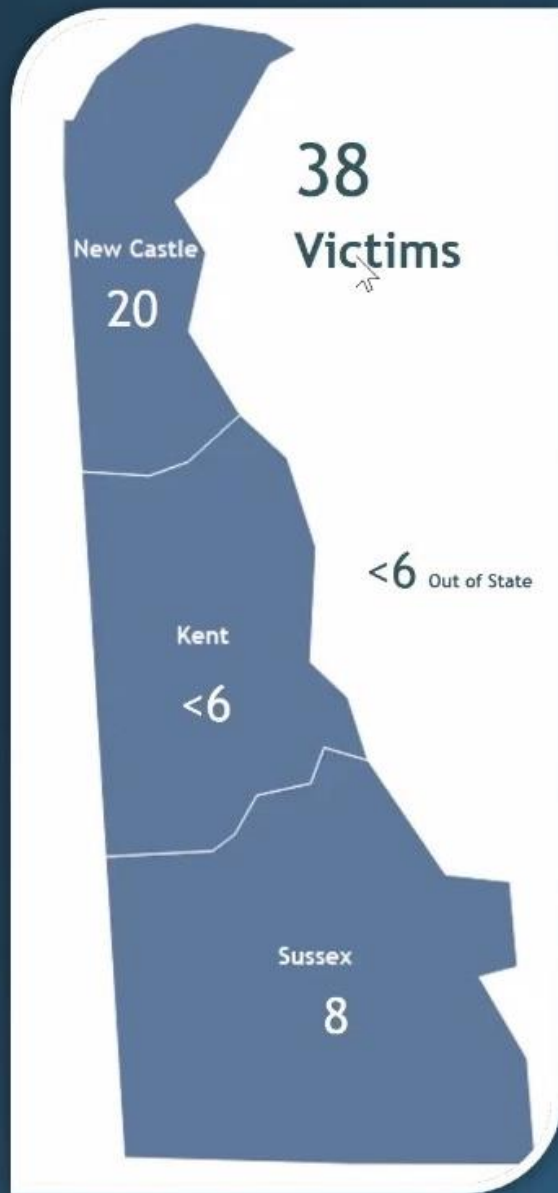 38
Victims
New Castle
20
<6 Out of State
Kent
<6
Sussex
8